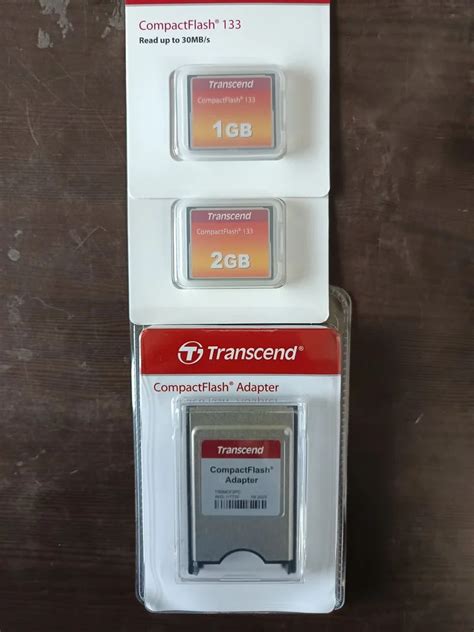 CompactFlash® 133
Read up to 30MB/s
Transcend
CompactFlash® 133
1GB
Transcend
CompactFlash® 133
2GB
Transcend®
CompactFlash® Adapter
Transcend
CompactFlash®
Adapter